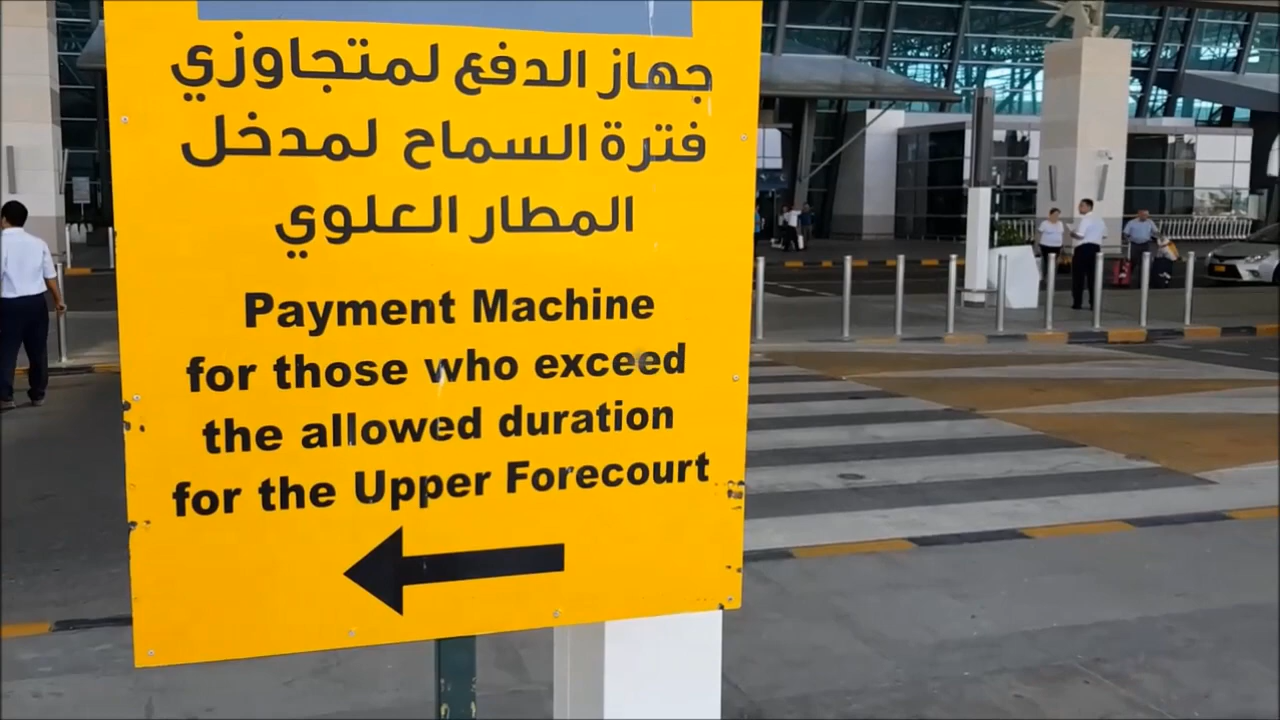 جهاز الدفع لمتجاوزي
فترة السماح لمدخل
المطار العلوي
Payment Machine
for those who exceed
the allowed duration
for the Upper Forecourt